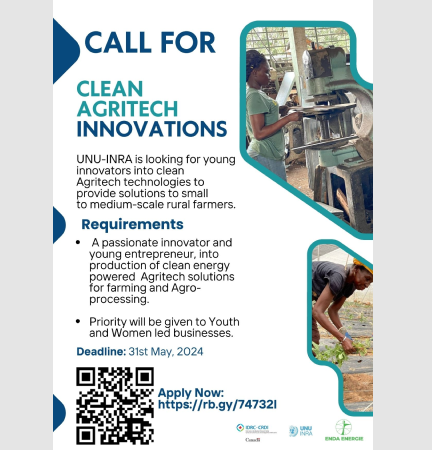 CALL FOR
CLEAN
AGRITECH
INNOVATIONS
UNU-INRA is looking for young
innovators into clean
Agritech technologies to
provide solutions to small
to medium-scale rural farmers.
Requirements
• A passionate innovator and
young entrepreneur, into
production of clean energy
powered Agritech solutions
for farming and Agro-
processing.
• Priority will be given to Youth
and Women led businesses.
Deadline: 31st May, 2024
Apply Now:
https://rb.gy/74732l
IDRC · CRDI
Canada
UNU
INRA
ENDA ENERGIE